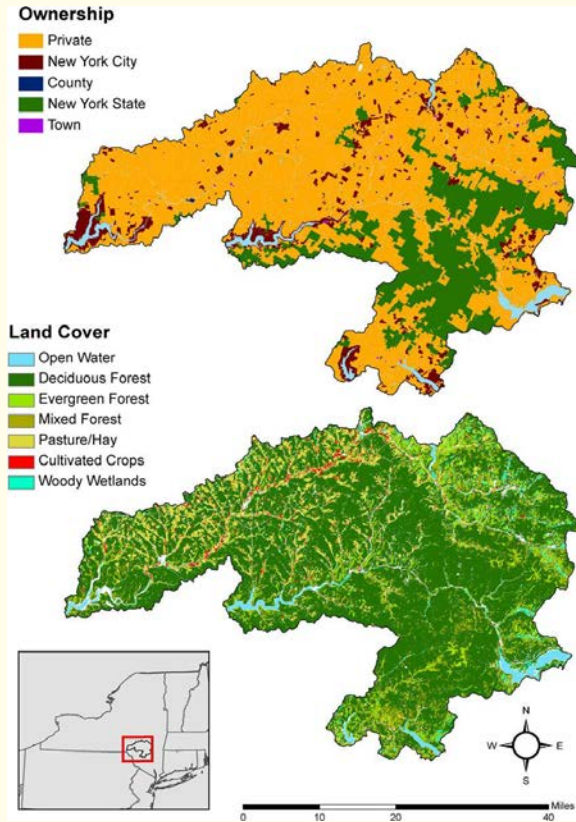 Ownership
Private
New York City
County
New York State
Town
Land Cover
Open Water
Deciduous Forest
Evergreen Forest
Mixed Forest
Pasture/Hay
Cultivated Crops
Woody Wetlands
N
W E
S
Miles
0 10 20 40